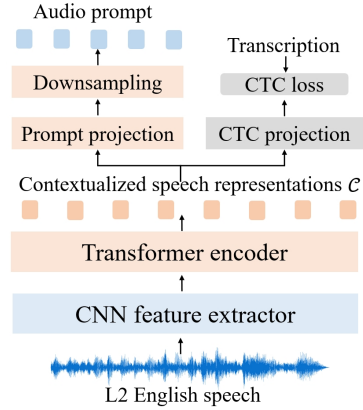 Audio prompt
Transcription
Downsampling
CTC loss
Prompt projection
CTC projection
Contextualized speech representations 𝒞
Transformer encoder
CNN feature extractor
L2 English speech